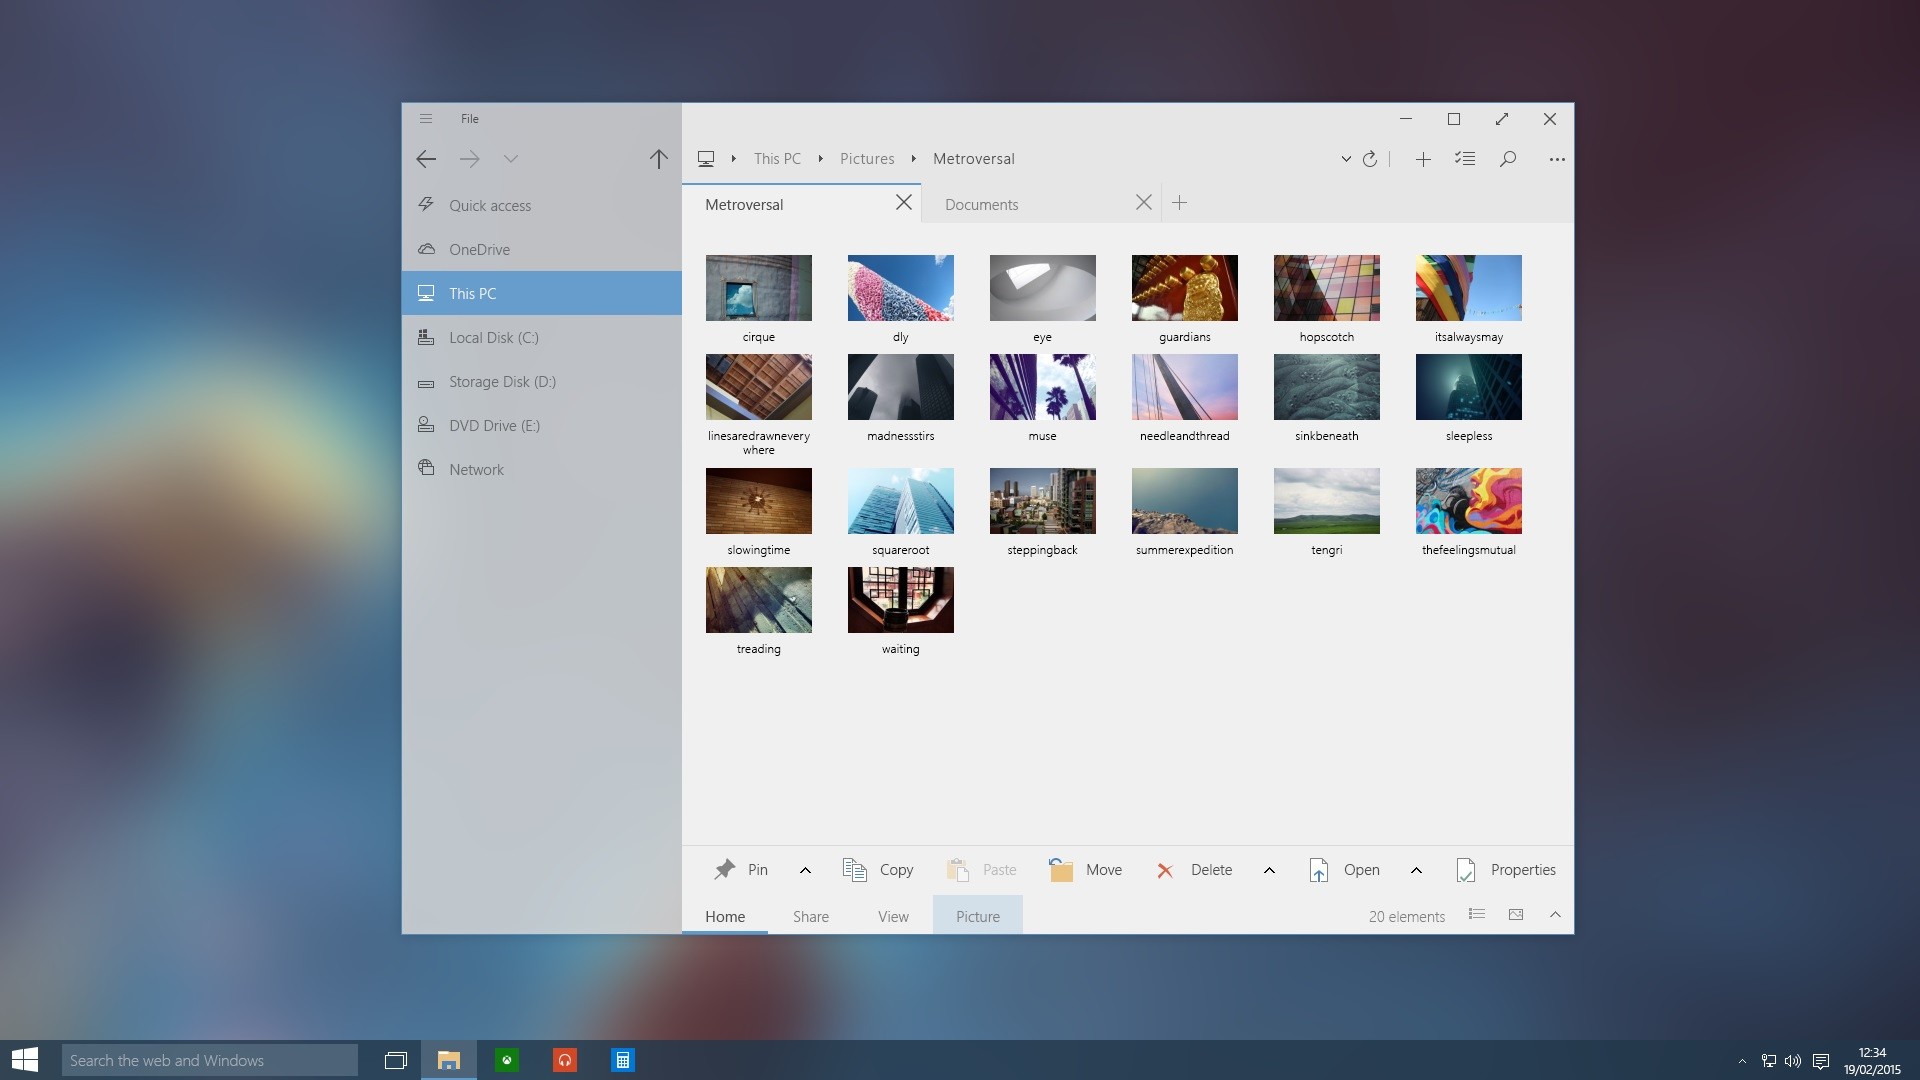 File
This PC
Pictures
Metroversal
Quick access
OneDrive
This PC
Local Disk (C:)
Storage Disk (D:)
DVD Drive (E:)
Network
Metroversal
Documents
cirque
dly
eye
guardians
hopscotch
itsalwaysmay
linesaredrawnevery
where
madnessstirs
muse
needleandthread
sinkbeneath
sleepless
slowingtime
squareroot
steppingback
summerexpedition
tengri
thefeelingsmutual
treading
waiting
Pin
Copy
Paste
Move
Delete
Open
Properties
Home
Share
View
Picture
20 elements
Search the web and Windows
12:34
19/02/2015